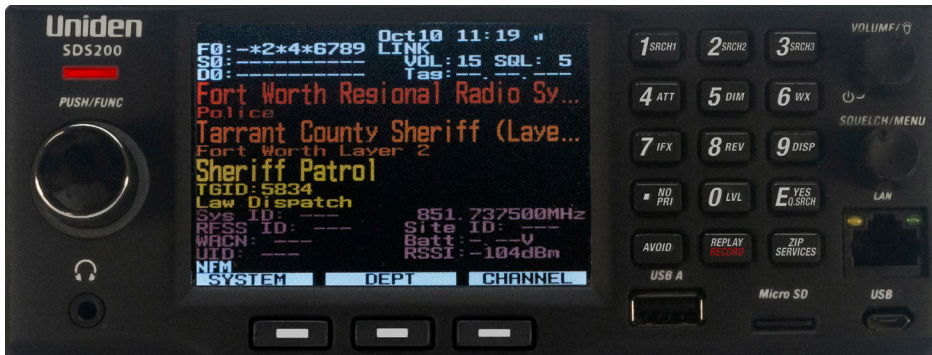 Uniden
SDS200
PUSH/FUNC
Oct10 11:19
F0:-*2*4*6789 LINK
S0:---------- VOL:15 SQL: 5
D0:---------- Tag:--.--.---
Fort Worth Regional Radio Sy...
Police
Tarrant County Sheriff (Laye...
Fort Worth Layer 2
Sheriff Patrol
TGID:5834
Law Dispatch
Sys ID: --- 851.737500MHz
RFSS ID: --- Site ID: ---
WACN: --- Batt:-.--V
UID: --- RSSI:-104dBm
NFM
SYSTEM DEPT CHANNEL
1 SRCH1 2 SRCH2 3 SRCH3
4 ATT 5 DIM 6 WX
7 IFX 8 REV 9 DISP
. NO PRI 0 LVL E YES Q.SRCH
AVOID REPLAY RECORD ZIP SERVICES
VOLUME/
SQUELCH/MENU
LAN
USB A
Micro SD
USB